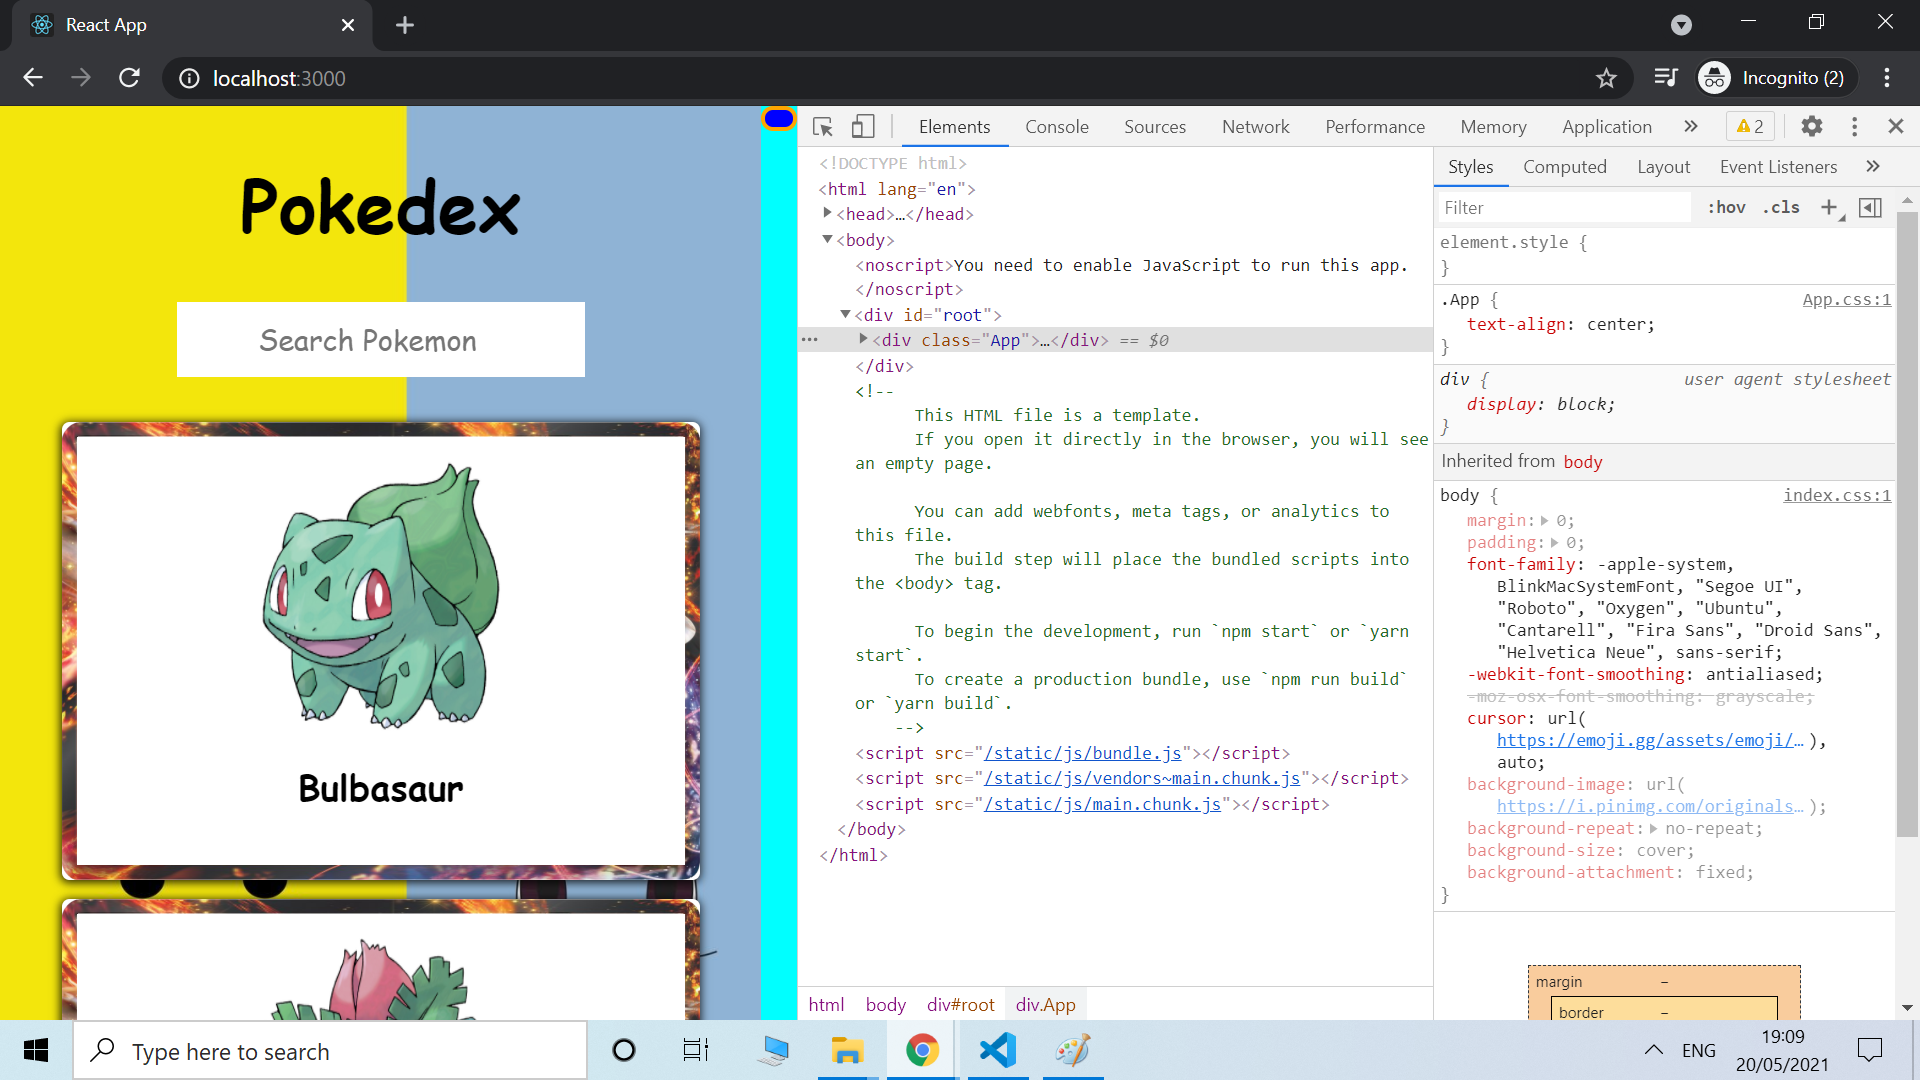 React App
localhost:3000
Incognito (2)
Pokedex
Search Pokemon
Bulbasaur
Elements Console Sources Network Performance Memory Application » 2
<!DOCTYPE html>
<html lang="en">
<head>…</head>
<body>
<noscript>You need to enable JavaScript to run this app.
</noscript>
<div id="root">
<div class="App">…</div> == $0
</div>
<!--
This HTML file is a template.
If you open it directly in the browser, you will see
an empty page.
You can add webfonts, meta tags, or analytics to
this file.
The build step will place the bundled scripts into
the <body> tag.
To begin the development, run `npm start` or `yarn
start`.
To create a production bundle, use `npm run build`
or `yarn build`.
-->
<script src="/static/js/bundle.js"></script>
<script src="/static/js/vendors~main.chunk.js"></script>
<script src="/static/js/main.chunk.js"></script>
</body>
</html>
html body div#root div.App
Styles Computed Layout Event Listeners »
Filter :hov .cls +
element.style {
}
.App { App.css:1
text-align: center;
}
div { user agent stylesheet
display: block;
}
Inherited from body
body { index.css:1
margin: 0;
padding: 0;
font-family: -apple-system,
BlinkMacSystemFont, "Segoe UI",
"Roboto", "Oxygen", "Ubuntu",
"Cantarell", "Fira Sans", "Droid Sans",
"Helvetica Neue", sans-serif;
-webkit-font-smoothing: antialiased;
-moz-osx-font-smoothing: grayscale;
cursor: url(
https://emoji.gg/assets/emoji/… ),
auto;
background-image: url(
https://i.pinimg.com/originals… );
background-repeat: no-repeat;
background-size: cover;
background-attachment: fixed;
}
margin –
border –
Type here to search
ENG
19:09
20/05/2021